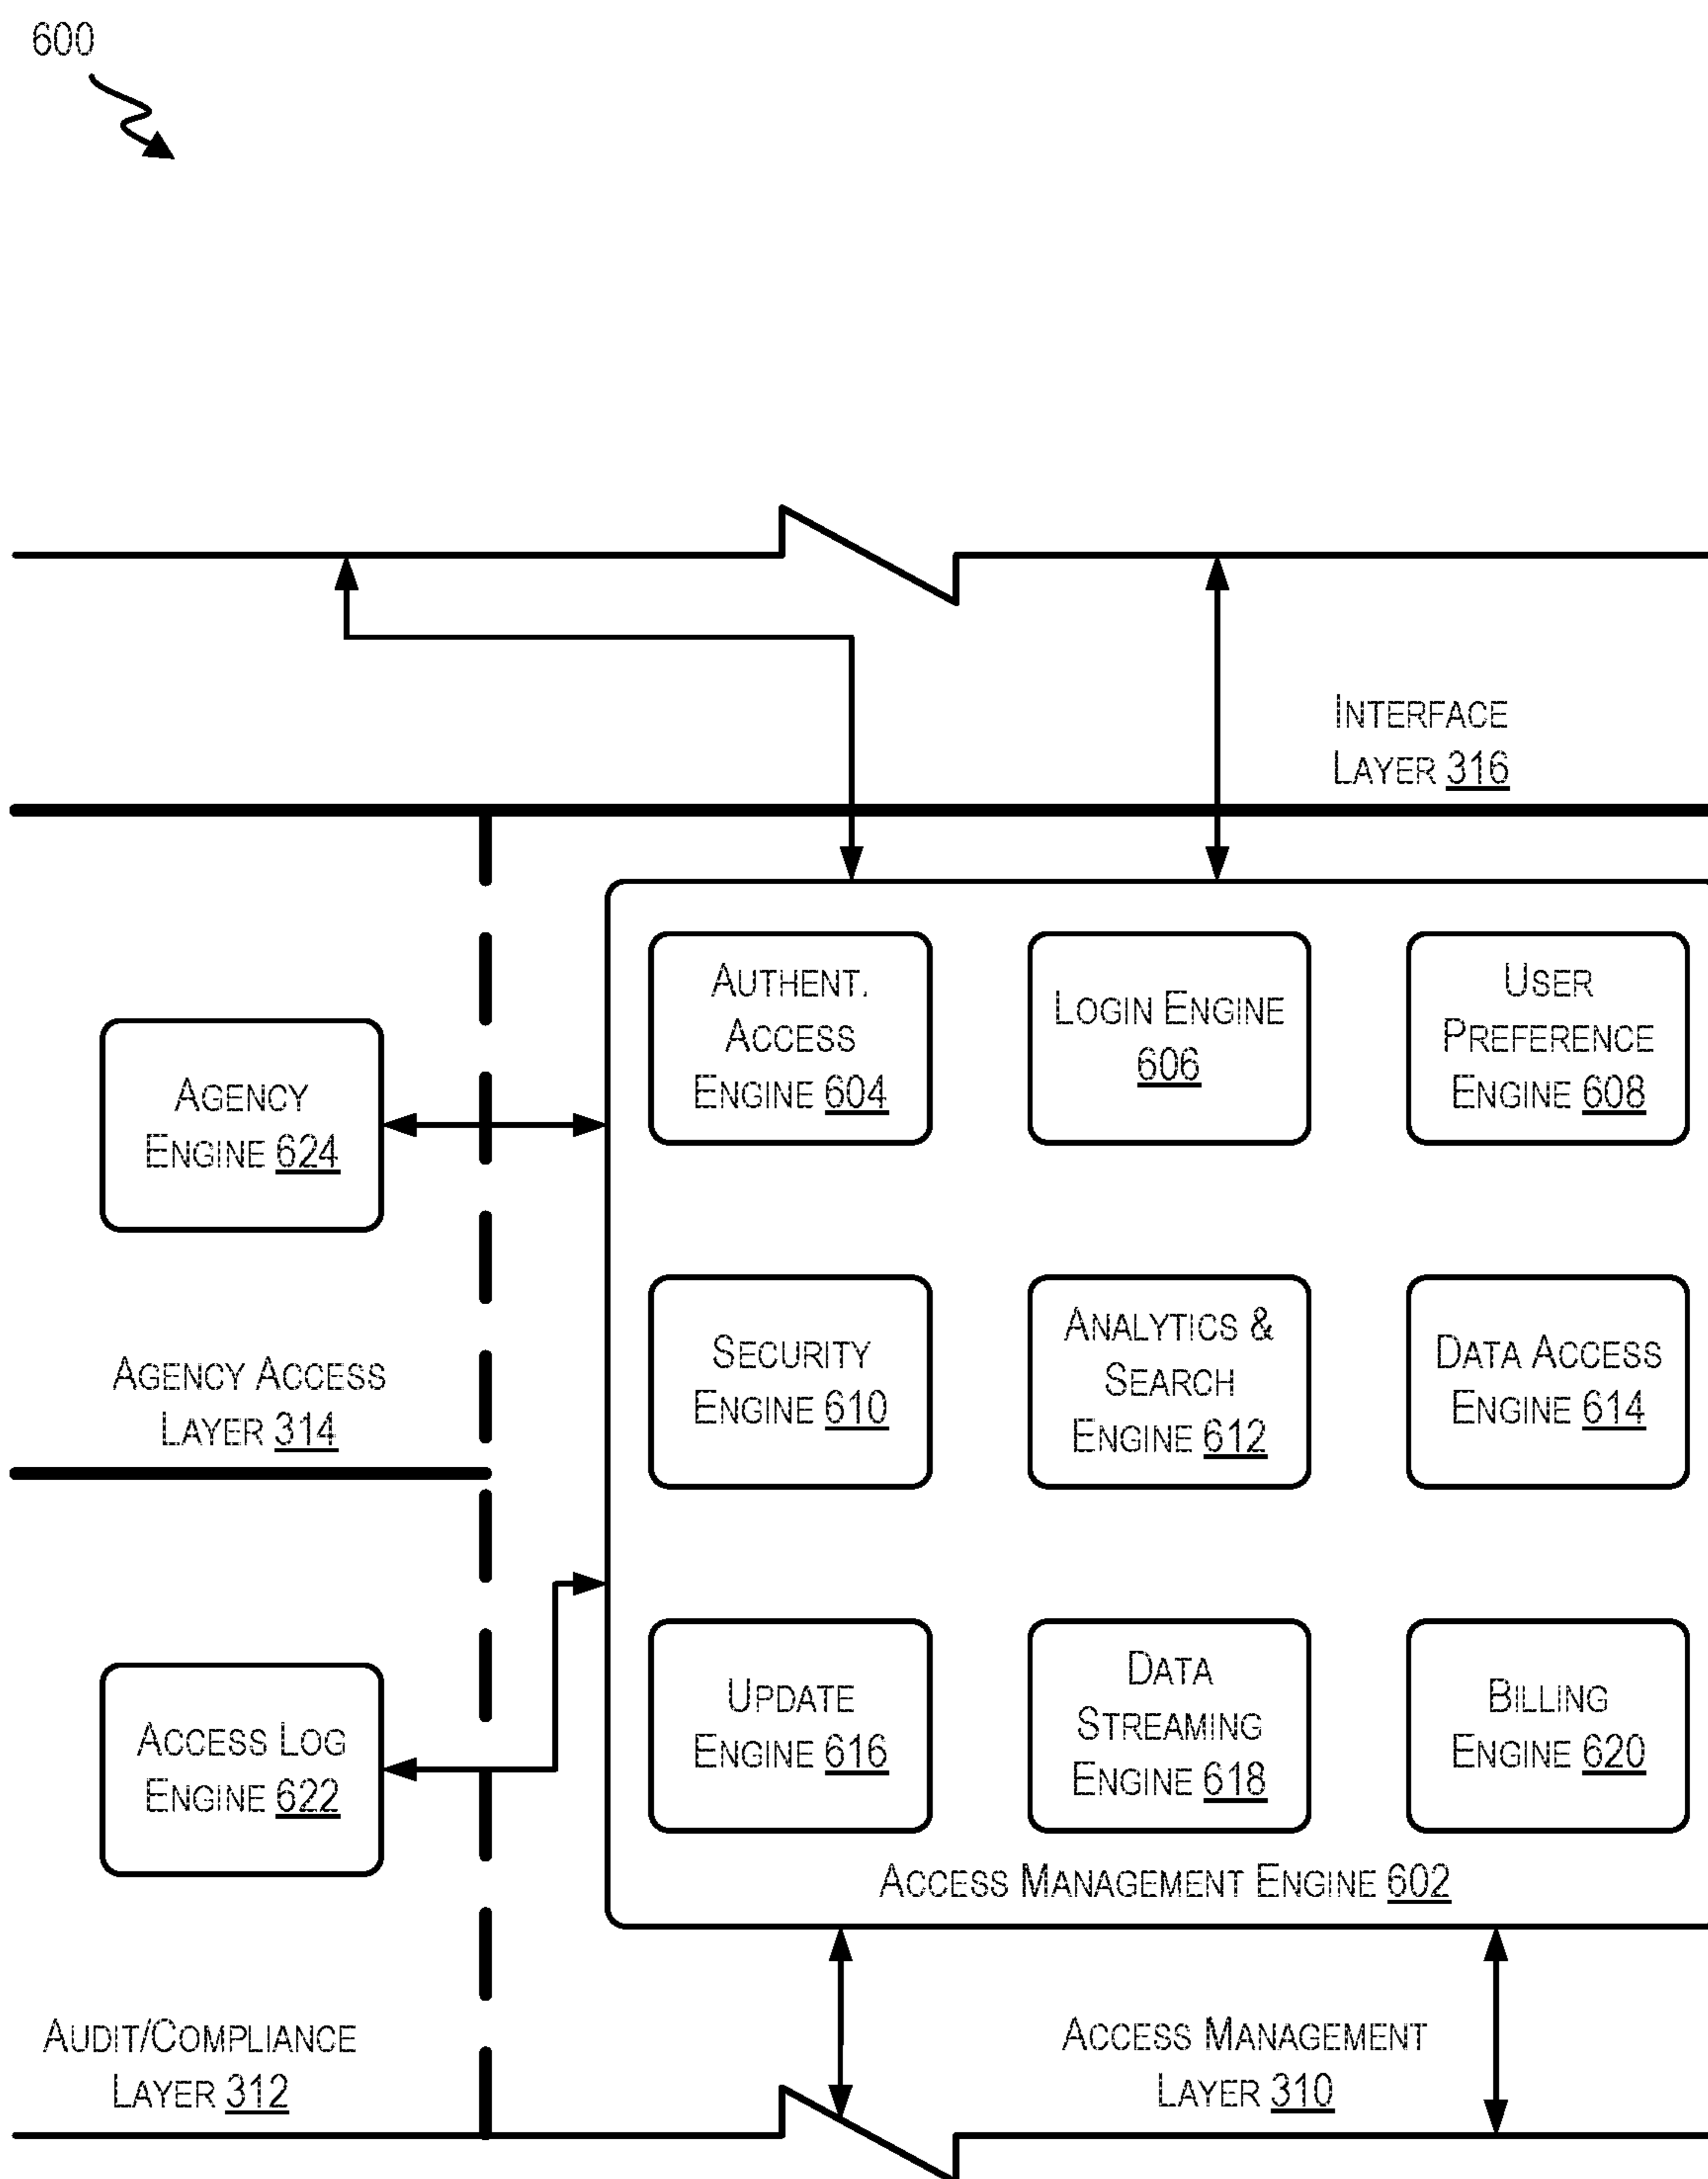 600
INTERFACE
LAYER 316
AUTHENT.
ACCESS
ENGINE 604
LOGIN ENGINE
606
USER
PREFERENCE
ENGINE 608
AGENCY
ENGINE 624
SECURITY
ENGINE 610
ANALYTICS &
SEARCH
ENGINE 612
DATA ACCESS
ENGINE 614
AGENCY ACCESS
LAYER 314
UPDATE
ENGINE 616
DATA
STREAMING
ENGINE 618
BILLING
ENGINE 620
ACCESS LOG
ENGINE 622
ACCESS MANAGEMENT ENGINE 602
AUDIT/COMPLIANCE
LAYER 312
ACCESS MANAGEMENT
LAYER 310